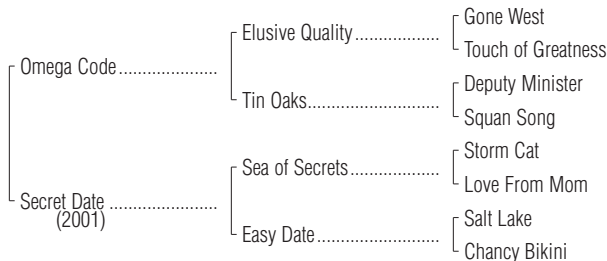 Gone West
Elusive Quality ..................
Touch of Greatness
Omega Code .....................
Deputy Minister
Tin Oaks............................
Squan Song
Storm Cat
Sea of Secrets ...................
Love From Mom
Secret Date .......................
(2001)
Salt Lake
Easy Date ..........................
Chancy Bikini